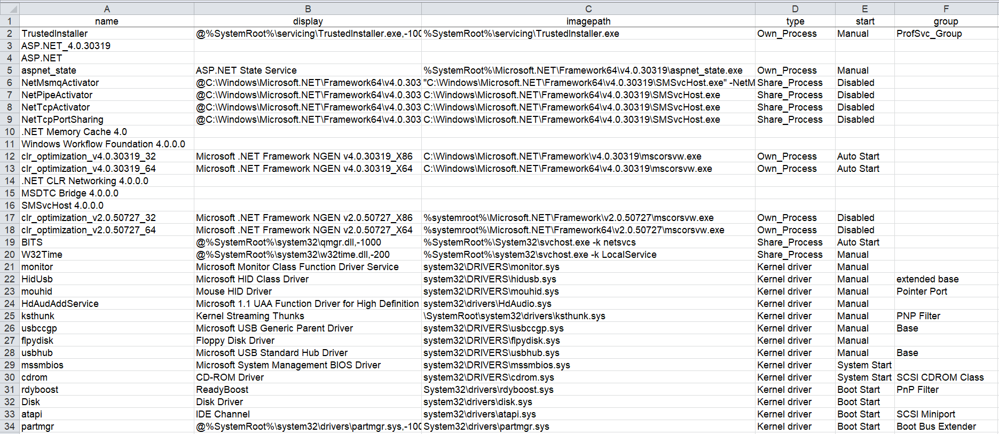 A B C D E F
1 name display imagepath type start group
2 TrustedInstaller @%SystemRoot%\servicing\TrustedInstaller.exe,-100 %SystemRoot%\servicing\TrustedInstaller.exe Own_Process Manual ProfSvc_Group
3 ASP.NET_4.0.30319
4 ASP.NET
5 aspnet_state ASP.NET State Service %SystemRoot%\Microsoft.NET\Framework64\v4.0.30319\aspnet_state.exe Own_Process Manual
6 NetMsmqActivator @C:\Windows\Microsoft.NET\Framework64\v4.0.303 "C:\Windows\Microsoft.NET\Framework64\v4.0.30319\SMSvcHost.exe" -NetM Share_Process Disabled
7 NetPipeActivator @C:\Windows\Microsoft.NET\Framework64\v4.0.303 C:\Windows\Microsoft.NET\Framework64\v4.0.30319\SMSvcHost.exe Share_Process Disabled
8 NetTcpActivator @C:\Windows\Microsoft.NET\Framework64\v4.0.303 C:\Windows\Microsoft.NET\Framework64\v4.0.30319\SMSvcHost.exe Share_Process Disabled
9 NetTcpPortSharing @C:\Windows\Microsoft.NET\Framework64\v4.0.303 C:\Windows\Microsoft.NET\Framework64\v4.0.30319\SMSvcHost.exe Share_Process Disabled
10 .NET Memory Cache 4.0
11 Windows Workflow Foundation 4.0.0.0
12 clr_optimization_v4.0.30319_32 Microsoft .NET Framework NGEN v4.0.30319_X86 C:\Windows\Microsoft.NET\Framework\v4.0.30319\mscorsvw.exe Own_Process Auto Start
13 clr_optimization_v4.0.30319_64 Microsoft .NET Framework NGEN v4.0.30319_X64 C:\Windows\Microsoft.NET\Framework64\v4.0.30319\mscorsvw.exe Own_Process Auto Start
14 .NET CLR Networking 4.0.0.0
15 MSDTC Bridge 4.0.0.0
16 SMSvcHost 4.0.0.0
17 clr_optimization_v2.0.50727_32 Microsoft .NET Framework NGEN v2.0.50727_X86 %systemroot%\Microsoft.NET\Framework\v2.0.50727\mscorsvw.exe Own_Process Disabled
18 clr_optimization_v2.0.50727_64 Microsoft .NET Framework NGEN v2.0.50727_X64 %systemroot%\Microsoft.NET\Framework64\v2.0.50727\mscorsvw.exe Own_Process Disabled
19 BITS @%SystemRoot%\system32\qmgr.dll,-1000 %SystemRoot%\System32\svchost.exe -k netsvcs Share_Process Auto Start
20 W32Time @%SystemRoot%\system32\w32time.dll,-200 %SystemRoot%\system32\svchost.exe -k LocalService Share_Process Manual
21 monitor Microsoft Monitor Class Function Driver Service system32\DRIVERS\monitor.sys Kernel driver Manual
22 HidUsb Microsoft HID Class Driver system32\DRIVERS\hidusb.sys Kernel driver Manual extended base
23 mouhid Mouse HID Driver system32\DRIVERS\mouhid.sys Kernel driver Manual Pointer Port
24 HdAudAddService Microsoft 1.1 UAA Function Driver for High Definition system32\drivers\HdAudio.sys Kernel driver Manual
25 ksthunk Kernel Streaming Thunks \SystemRoot\system32\drivers\ksthunk.sys Kernel driver Manual PNP Filter
26 usbccgp Microsoft USB Generic Parent Driver system32\DRIVERS\usbccgp.sys Kernel driver Manual Base
27 flpydisk Floppy Disk Driver system32\DRIVERS\flpydisk.sys Kernel driver Manual
28 usbhub Microsoft USB Standard Hub Driver system32\DRIVERS\usbhub.sys Kernel driver Manual Base
29 mssmbios Microsoft System Management BIOS Driver system32\DRIVERS\mssmbios.sys Kernel driver System Start
30 cdrom CD-ROM Driver system32\DRIVERS\cdrom.sys Kernel driver System Start SCSI CDROM Class
31 rdyboost ReadyBoost System32\drivers\rdyboost.sys Kernel driver Boot Start PnP Filter
32 Disk Disk Driver system32\drivers\disk.sys Kernel driver Boot Start
33 atapi IDE Channel system32\drivers\atapi.sys Kernel driver Boot Start SCSI Miniport
34 partmgr @%SystemRoot%\system32\drivers\partmgr.sys,-100 System32\drivers\partmgr.sys Kernel driver Boot Start Boot Bus Extender